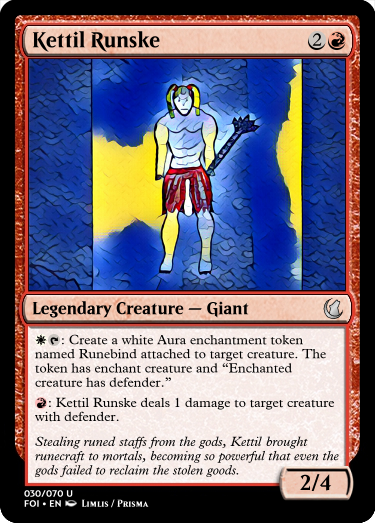 Kettil Runske
2
Legendary Creature — Giant
: Create a white Aura enchantment token
named Runebind attached to target creature. The
token has enchant creature and “Enchanted
creature has defender.”
: Kettil Runske deals 1 damage to target creature
with defender.
Stealing runed staffs from the gods, Kettil brought
runecraft to mortals, becoming so powerful that even the
gods failed to reclaim the stolen goods.
2/4
030/070 U
FOI • EN Limlis / Prisma